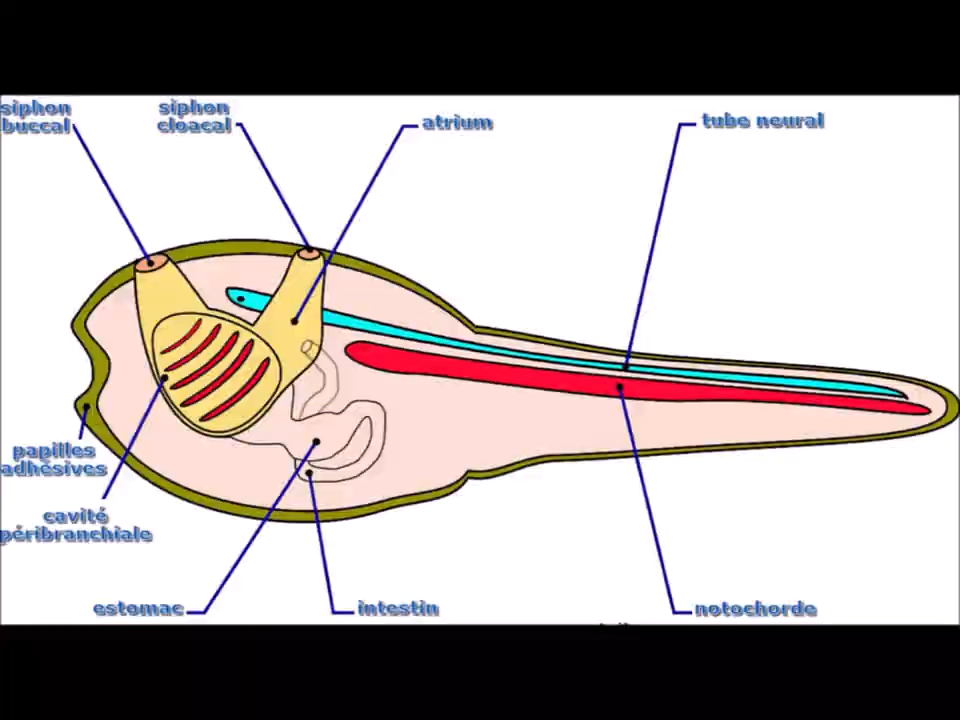 siphon
buccal
siphon
cloacal
atrium
tube neural
papilles
adhésives
cavité
péribranchiale
estomac
intestin
notochorde